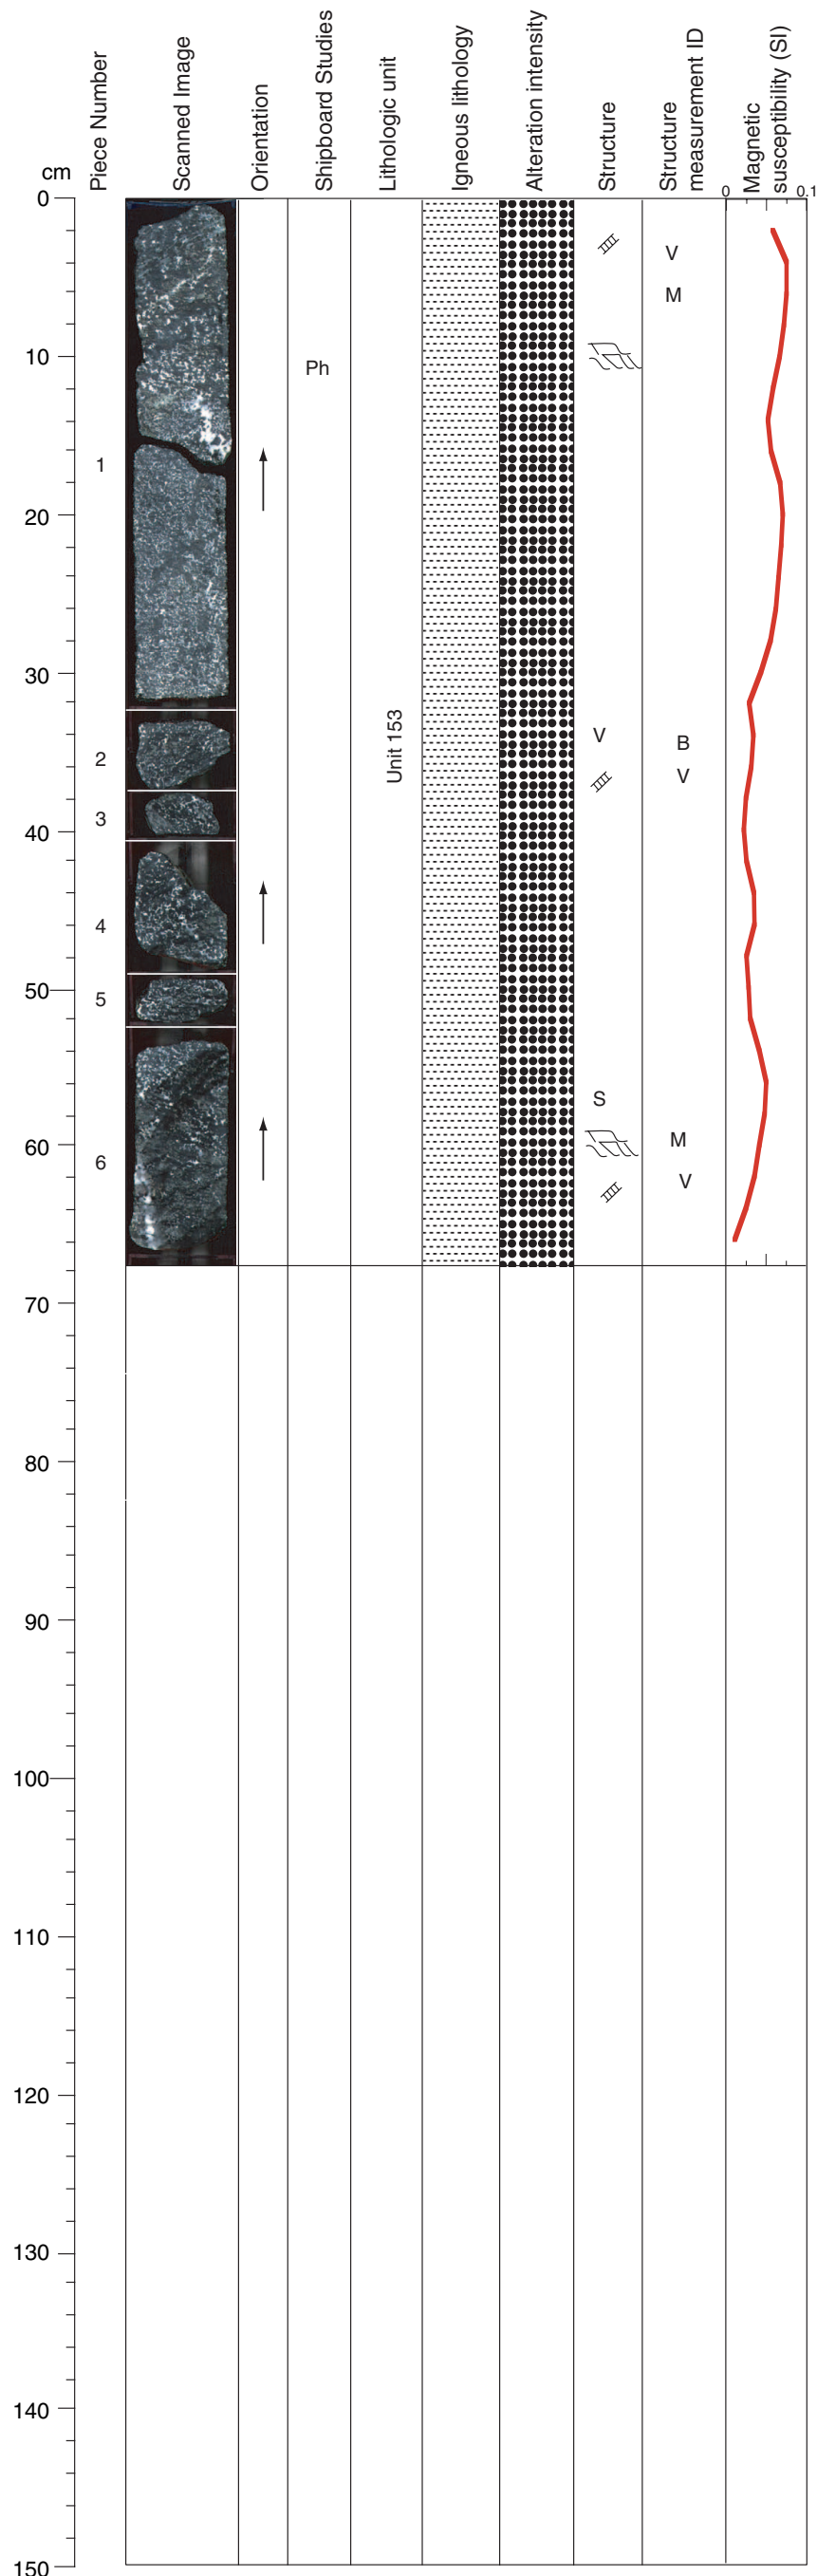 cm
Piece Number
Scanned Image
Orientation
Shipboard Studies
Lithologic unit
Igneous lithology
Alteration intensity
Structure
Structure
measurement ID
Magnetic
susceptibility (SI)
0
0.1
0
10
20
30
40
50
60
70
80
90
100
110
120
130
140
150
1
2
3
4
5
6
Ph
Unit 153
V
S
V
M
B
V
M
V